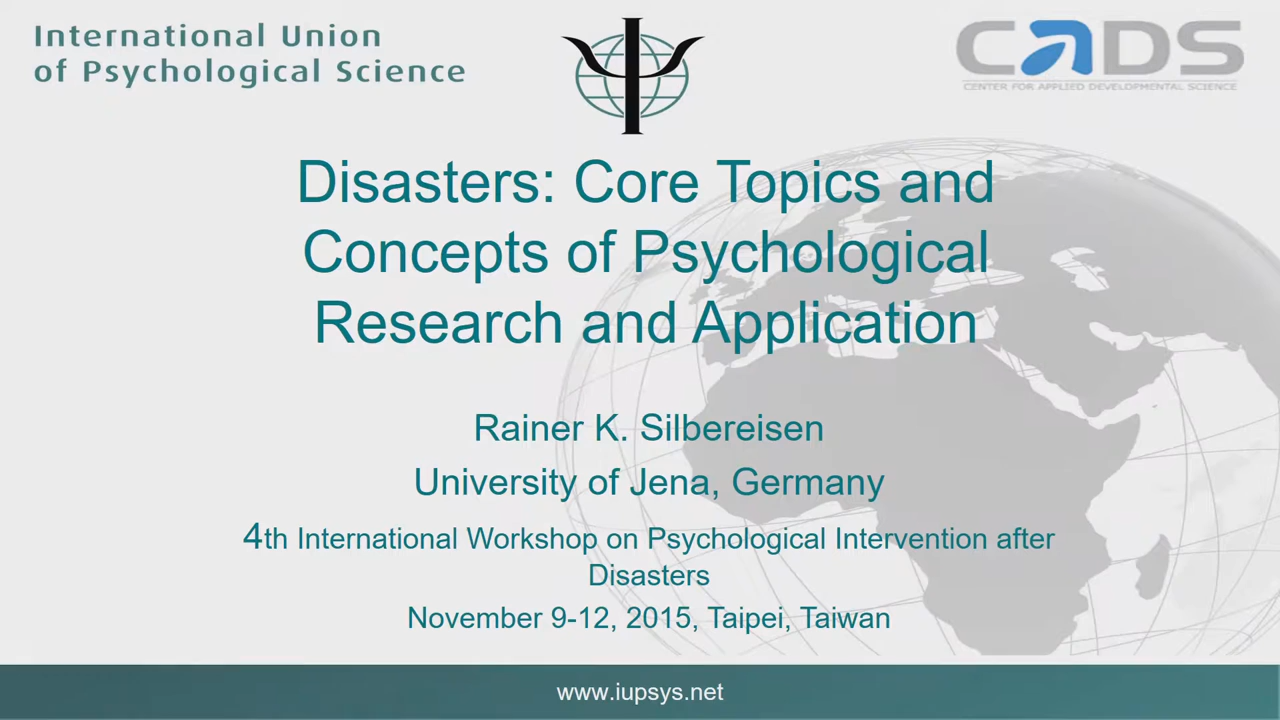 International Union
of Psychological Science
CADS
CENTER FOR APPLIED DEVELOPMENTAL SCIENCE
Disasters: Core Topics and
Concepts of Psychological
Research and Application
Rainer K. Silbereisen
University of Jena, Germany
4th International Workshop on Psychological Intervention after
Disasters
November 9-12, 2015, Taipei, Taiwan
www.iupsys.net